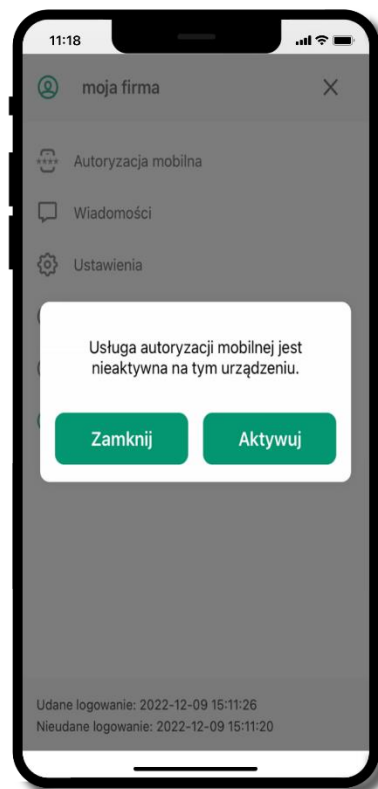 11:18
moja firma
Autoryzacja mobilna
Wiadomości
Ustawienia
Usługa autoryzacji mobilnej jest
nieaktywna na tym urządzeniu.
Zamknij Aktywuj
Udane logowanie: 2022-12-09 15:11:26
Nieudane logowanie: 2022-12-09 15:11:20